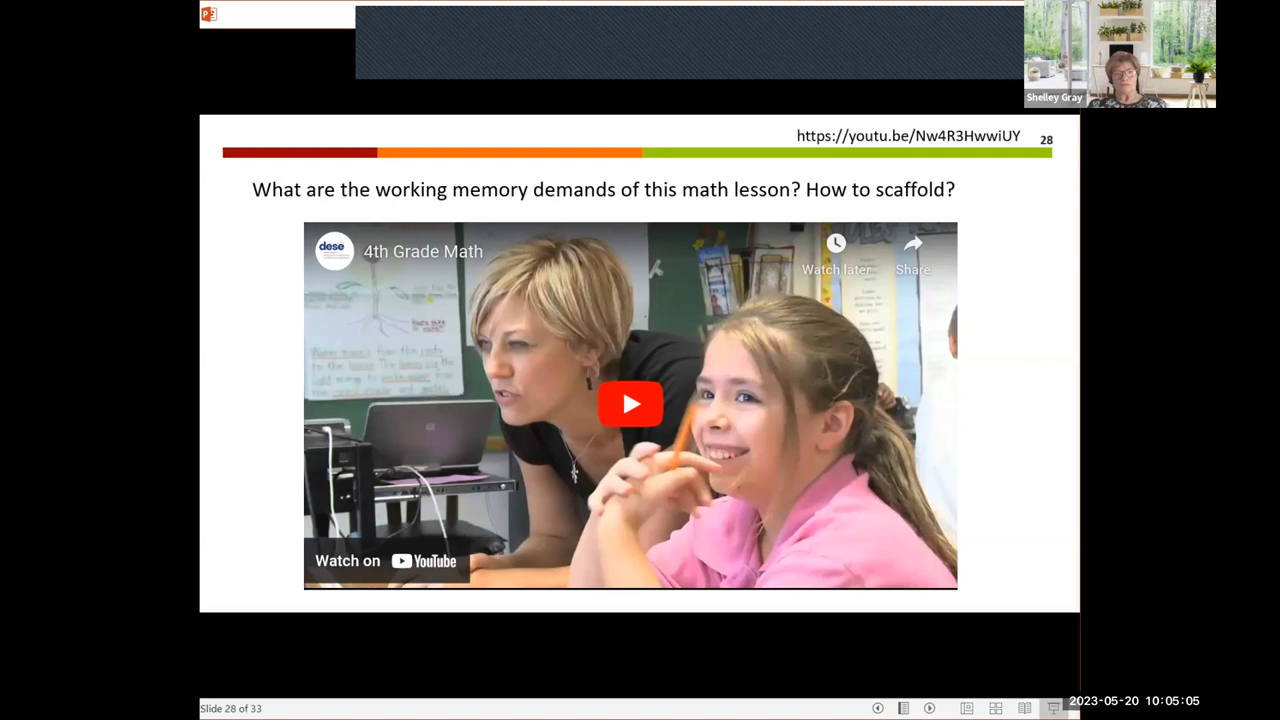 Shelley Gray
https://youtu.be/Nw4R3HwwiUY
28
What are the working memory demands of this math lesson? How to scaffold?
dese
4th Grade Math
Watch later
Share
Watch on YouTube
Slide 28 of 33
2023-05-20 10:05:05